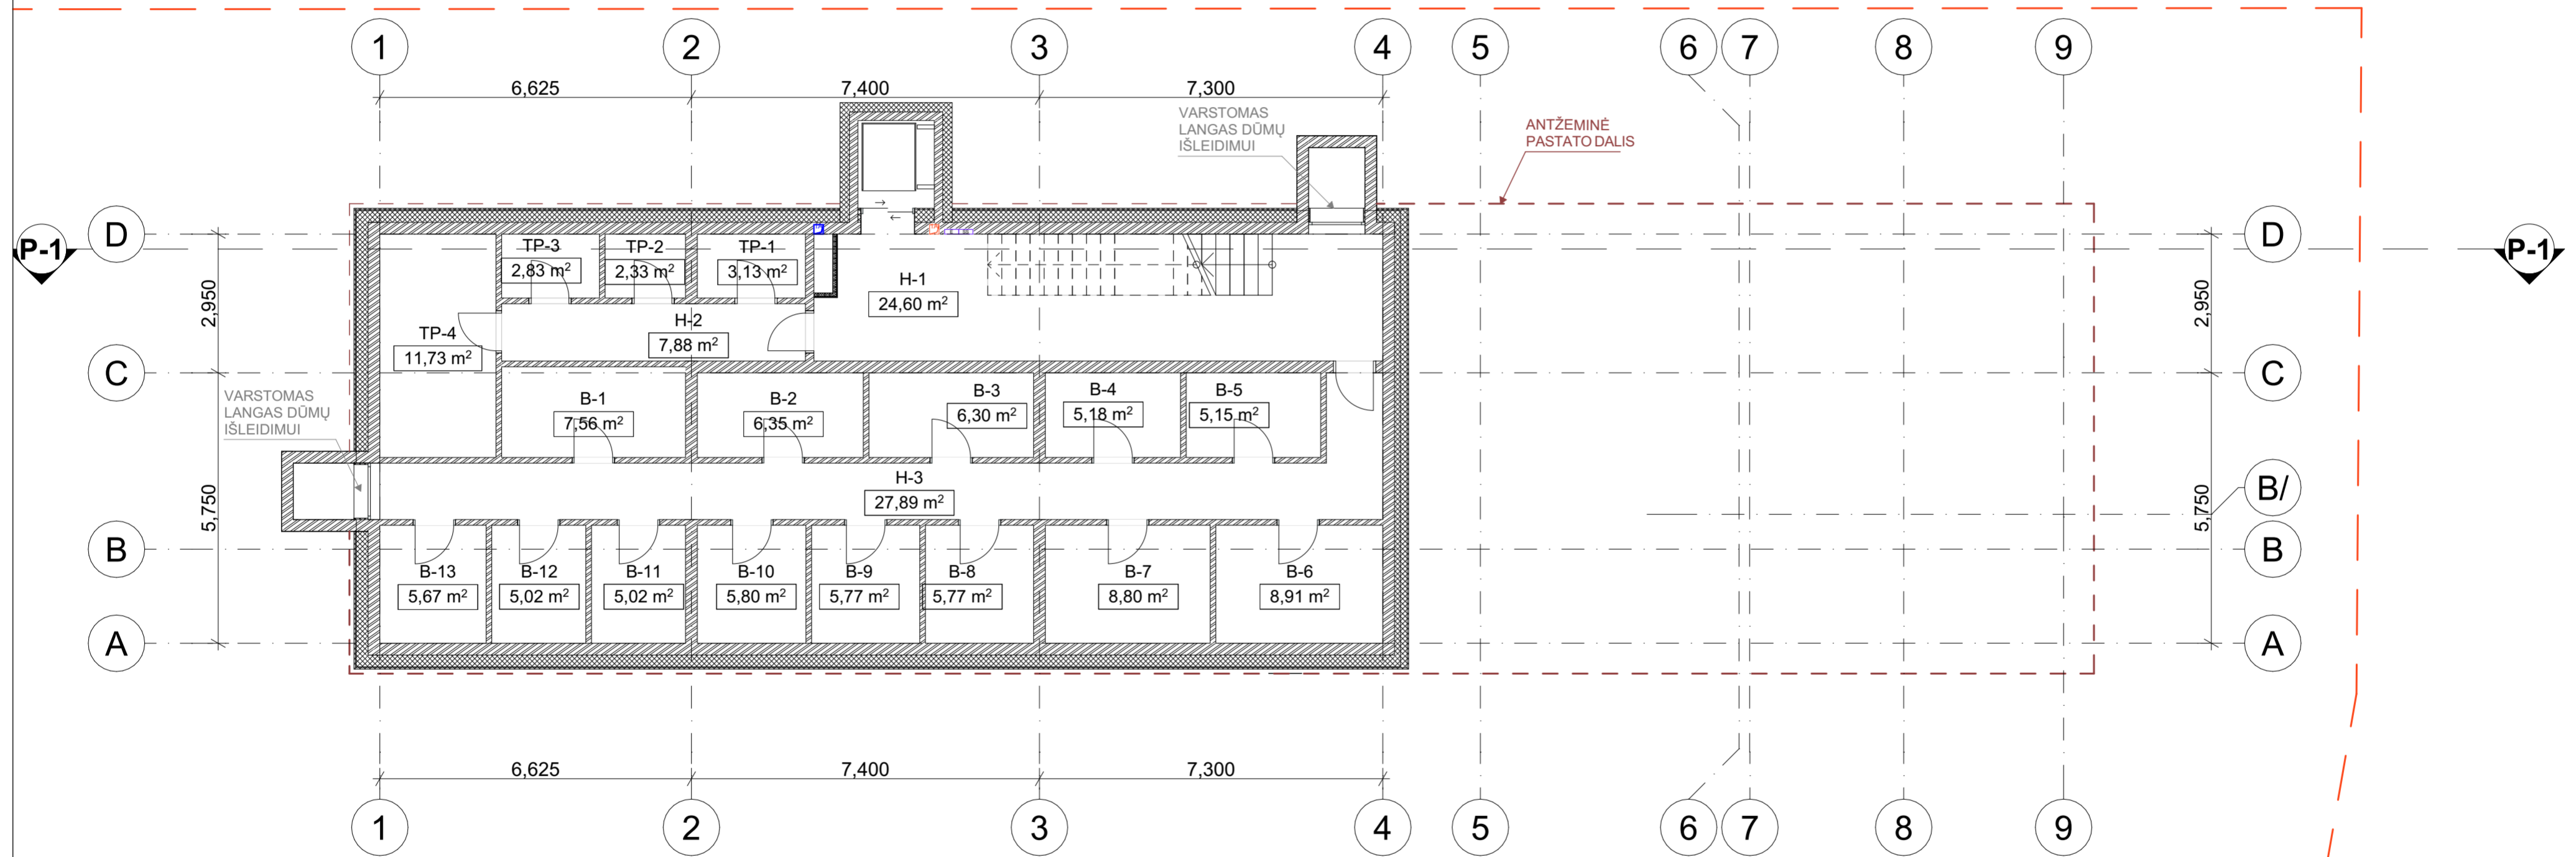 1 2 3 4 5 6 7 8 9
6,625 7,400 7,300
VARSTOMAS
LANGAS DŪMŲ
IŠLEIDIMUI
ANTŽEMINĖ
PASTATO DALIS
D D
P-1 P-1
TP-3 TP-2 TP-1
2,83 m² 2,33 m² 3,13 m²
H-1
24,60 m²
2,950 2,950
H-2
7,88 m²
TP-4
11,73 m²
C C
VARSTOMAS
LANGAS DŪMŲ
IŠLEIDIMUI
B-1 B-2 B-3 B-4 B-5
7,56 m² 6,35 m² 6,30 m² 5,18 m² 5,15 m²
H-3
27,89 m²
5,750 5,750
B/
B B
B-13 B-12 B-11 B-10 B-9 B-8 B-7 B-6
5,67 m² 5,02 m² 5,02 m² 5,80 m² 5,77 m² 5,77 m² 8,80 m² 8,91 m²
A A
6,625 7,400 7,300
1 2 3 4 5 6 7 8 9